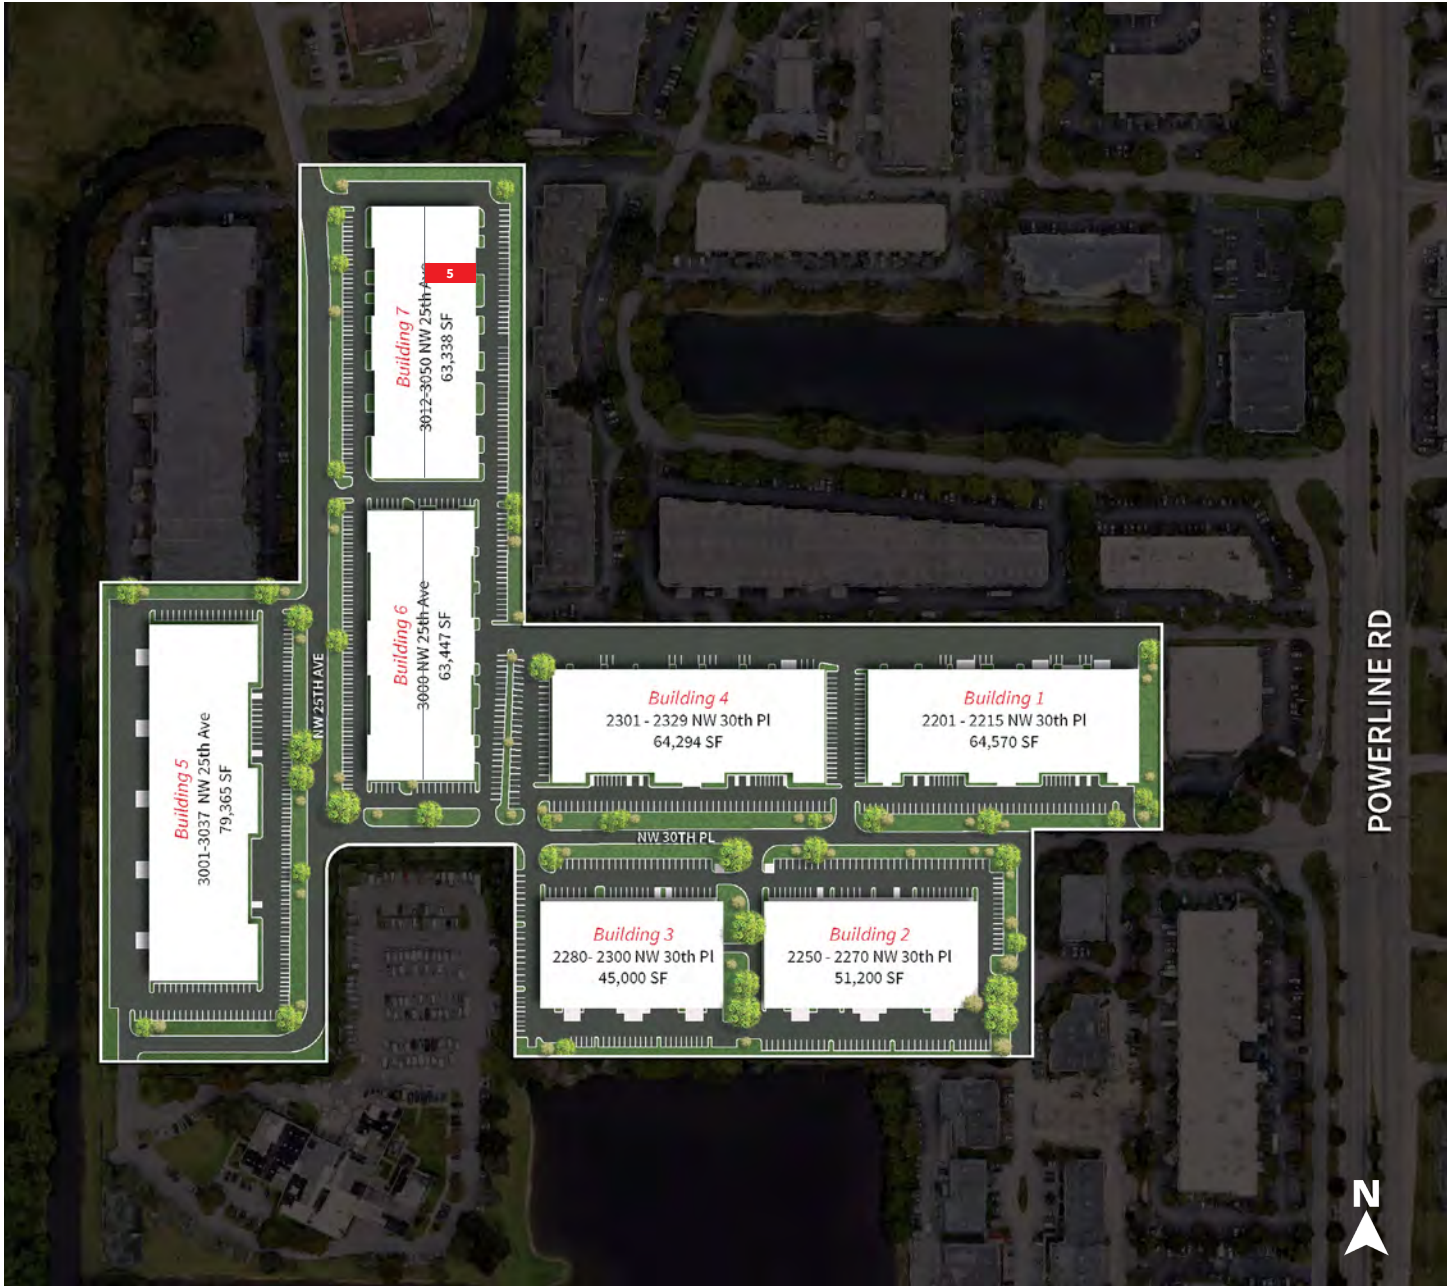 5
Building 7
3012-3050 NW 25th Ave
63,338 SF
Building 6
3000 NW 25th Ave
63,447 SF
NW 25TH AVE
Building 5
3001-3037 NW 25th Ave
79,365 SF
Building 4
2301 - 2329 NW 30th Pl
64,294 SF
Building 1
2201 - 2215 NW 30th Pl
64,570 SF
POWERLINE RD
NW 30TH PL
Building 3
2280- 2300 NW 30th Pl
45,000 SF
Building 2
2250 - 2270 NW 30th Pl
51,200 SF
N